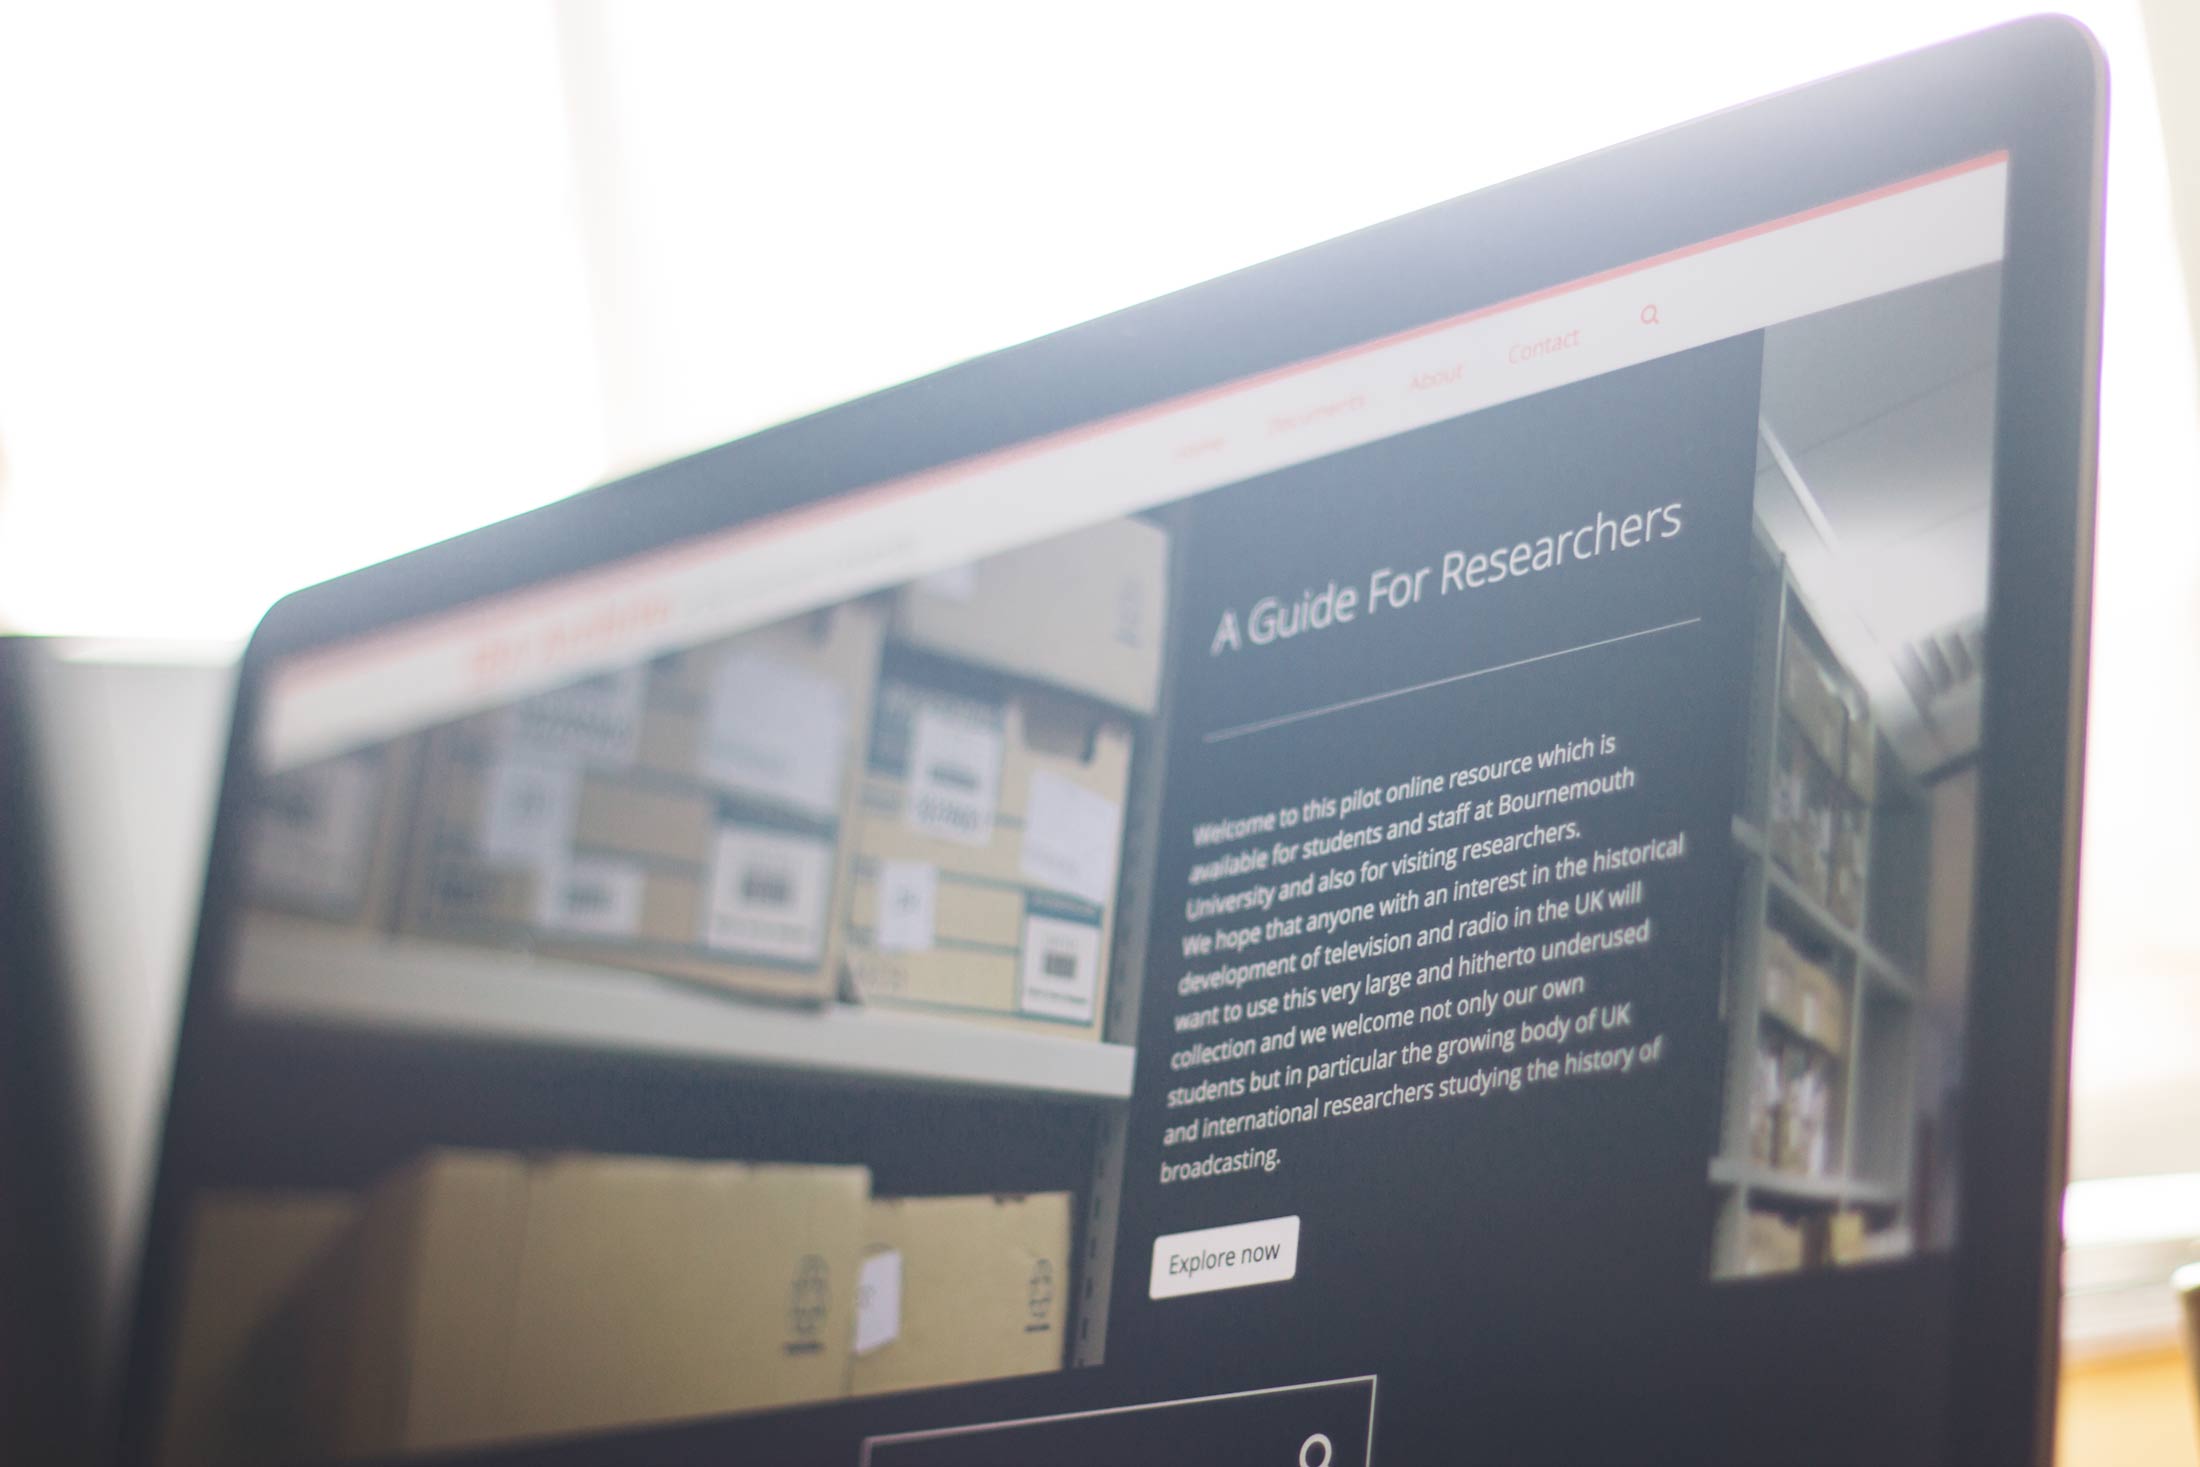 Home
Documents
About
Contact
A Guide For Researchers
Welcome to this pilot online resource which is
available for students and staff at Bournemouth
University and also for visiting researchers.
We hope that anyone with an interest in the historical
development of television and radio in the UK will
want to use this very large and hitherto underused
collection and we welcome not only our own
students but in particular the growing body of UK
and international researchers studying the history of
broadcasting.
Explore now